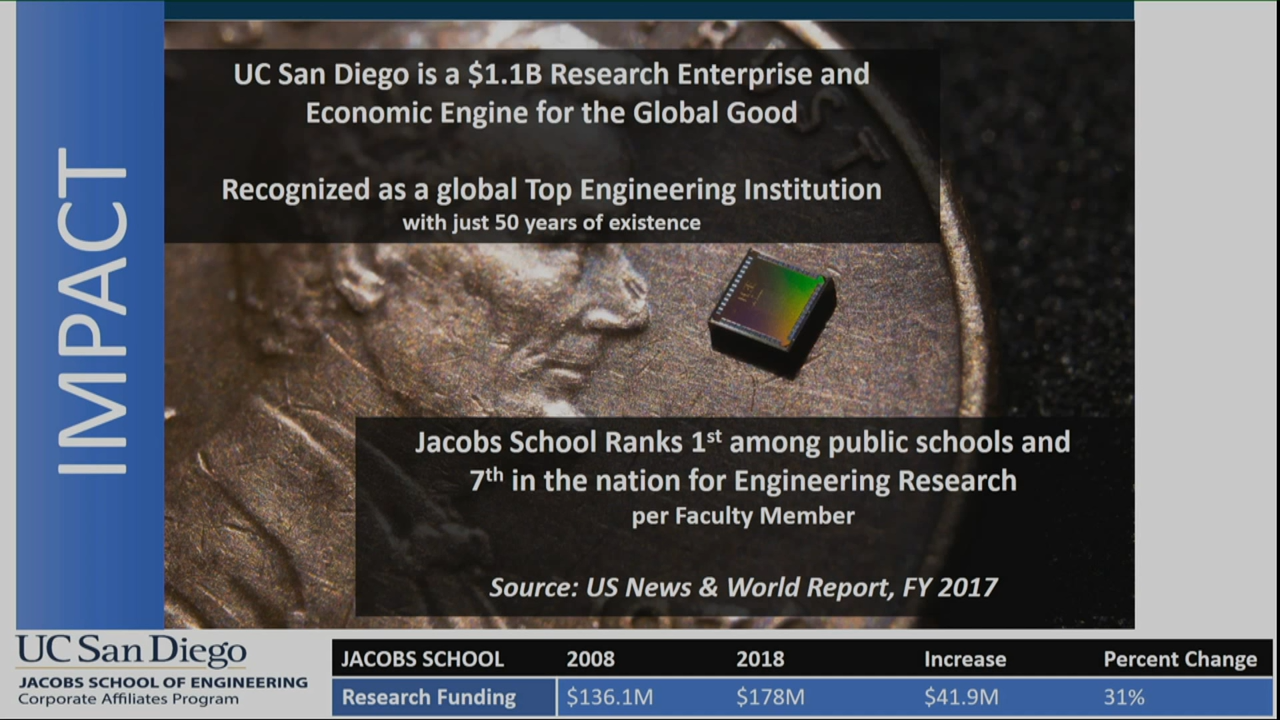 IMPACT
UC San Diego is a $1.1B Research Enterprise and
Economic Engine for the Global Good
Recognized as a global Top Engineering Institution
with just 50 years of existence
Jacobs School Ranks 1st among public schools and
7th in the nation for Engineering Research
per Faculty Member
Source: US News & World Report, FY 2017
UC San Diego
JACOBS SCHOOL OF ENGINEERING
Corporate Affiliates Program
JACOBS SCHOOL 2008 2018 Increase Percent Change
Research Funding $136.1M $178M $41.9M 31%